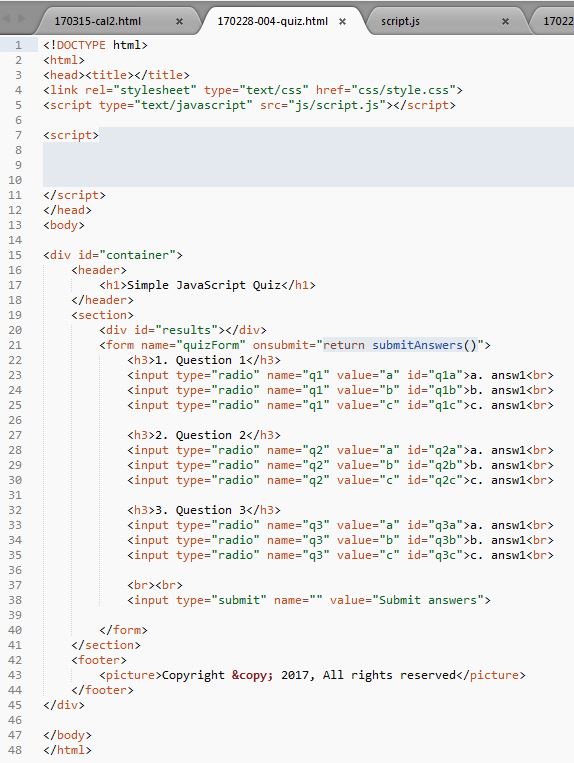 170315-cal2.html × 170228-004-quiz.html × script.js × 17022
1 <!DOCTYPE html>
2 <html>
3 <head><title></title>
4 <link rel="stylesheet" type="text/css" href="css/style.css">
5 <script type="text/javascript" src="js/script.js"></script>
6
7 <script>
8
9
10
11 </script>
12 </head>
13 <body>
14
15 <div id="container">
16 <header>
17 <h1>Simple JavaScript Quiz</h1>
18 </header>
19 <section>
20 <div id="results"></div>
21 <form name="quizForm" onsubmit="return submitAnswers()">
22 <h3>1. Question 1</h3>
23 <input type="radio" name="q1" value="a" id="q1a">a. answ1<br>
24 <input type="radio" name="q1" value="b" id="q1b">b. answ1<br>
25 <input type="radio" name="q1" value="c" id="q1c">c. answ1<br>
26
27 <h3>2. Question 2</h3>
28 <input type="radio" name="q2" value="a" id="q2a">a. answ1<br>
29 <input type="radio" name="q2" value="b" id="q2b">b. answ1<br>
30 <input type="radio" name="q2" value="c" id="q2c">c. answ1<br>
31
32 <h3>3. Question 3</h3>
33 <input type="radio" name="q3" value="a" id="q3a">a. answ1<br>
34 <input type="radio" name="q3" value="b" id="q3b">b. answ1<br>
35 <input type="radio" name="q3" value="c" id="q3c">c. answ1<br>
36
37 <br><br>
38 <input type="submit" name="" value="Submit answers">
39
40 </form>
41 </section>
42 <footer>
43 <picture>Copyright &copy; 2017, All rights reserved</picture>
44 </footer>
45 </div>
46
47 </body>
48 </html>